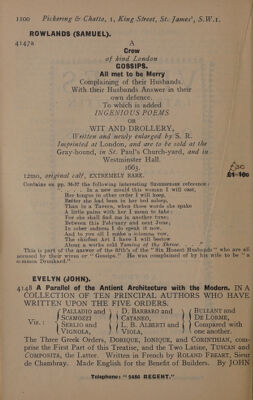 1100 Pickering & Chatto, 1, King Street, St. James', S.W.1.
ROWLANDS (SAMUEL).
4147a A
Crew
of kind London
GOSSIPS.
All met to be Merry
Complaining of their Husbands,
With their Husbands Answer in their
own defence.
To which is added
INGENIOUS POEMS
OR
WIT AND DROLLERY,
Written and newly enlarged by S. R.
Imprinted at London, and are to be sold at the
Gray-hound, in St. Paul's Church-yard, and in
Westminster Hall.
1663.
12mo, original calf, EXTREMELY RARE.
Contains on pp. 36-37 the following interesting Shakespeare reference:
In a new mould this woman I will cast,
Her tongue in other order I will keep,
Better she had been in her bed asleep,
Than in a Tavern, when those words she spake
A little pains with her I mean to take:
For she shall find me in another tune,
Between this February and next June;
In sober sadness I do speak it now,
And to you all I make a solemn vow,
The chiefest Art I have I will bestow
About a work cald Taming of the Shrew.
This is part of the answer of the fifth's of the "Six Honest Husbands" who are all
accused by their wives or "Gossips." He was complained of by his wife to be "a
common Drunkard."
EVELYN (JOHN).
4148 A Parallel of the Antient Architecture with the Modern. IN A
COLLECTION OF TEN PRINCIPAL AUTHORS WHO HAVE
WRITTEN UPON THE FIVE ORDERS.
Viz.: PALLADIO and SCAMOZZI SERLIO and VIGNOLA, D. BARBARO and CATANEO, L. B. ALBERTI and VIOLA, BULLANT and DE LORME, Compared with one another.
The Three Greek Orders, DORIQUE, IONIQUE, and CORINTHIAN, com-
prise the First Part of this Treatise, and the Two Latine, TUSCAN and
COMPOSITA, the Latter. Written in French by ROLAND FREART, Sieur
de Chambray. Made English for the Benefit of Builders. By JOHN
Telephone: "5480 REGENT."